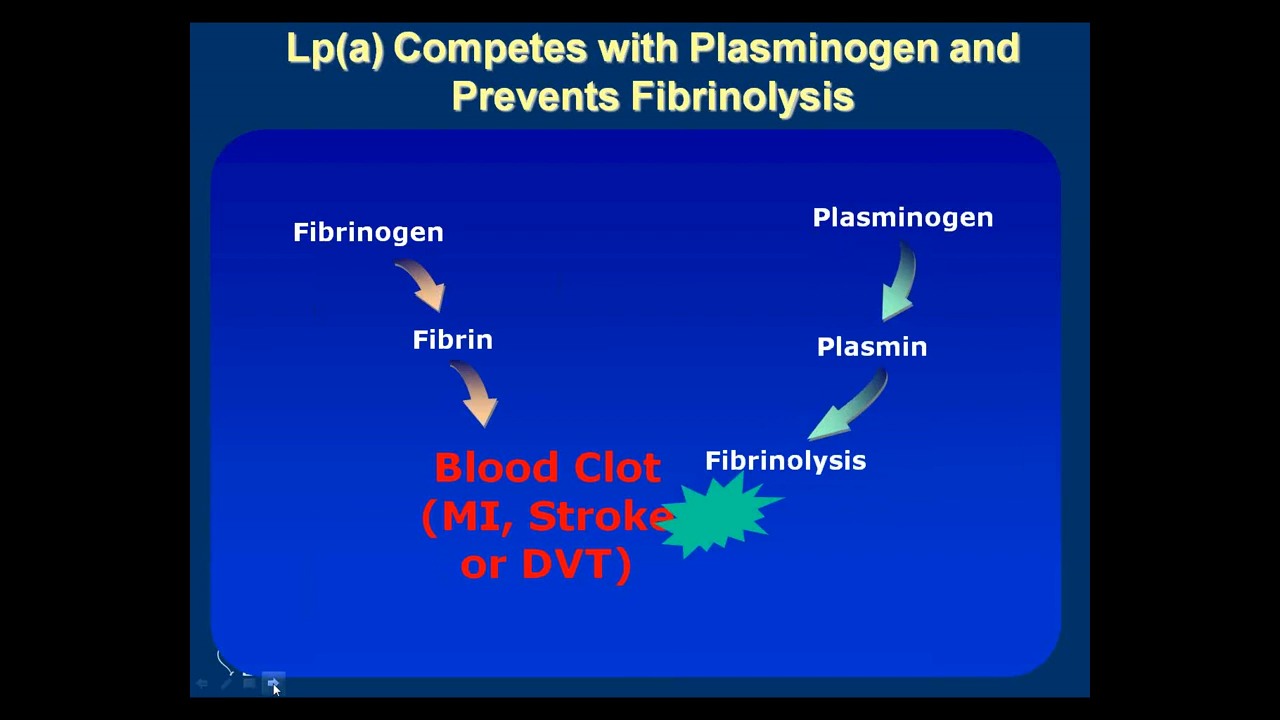 Lp(a) Competes with Plasminogen and
Prevents Fibrinolysis
Fibrinogen
Plasminogen
Fibrin
Plasmin
Blood Clot
(MI, Stroke
or DVT)
Fibrinolysis